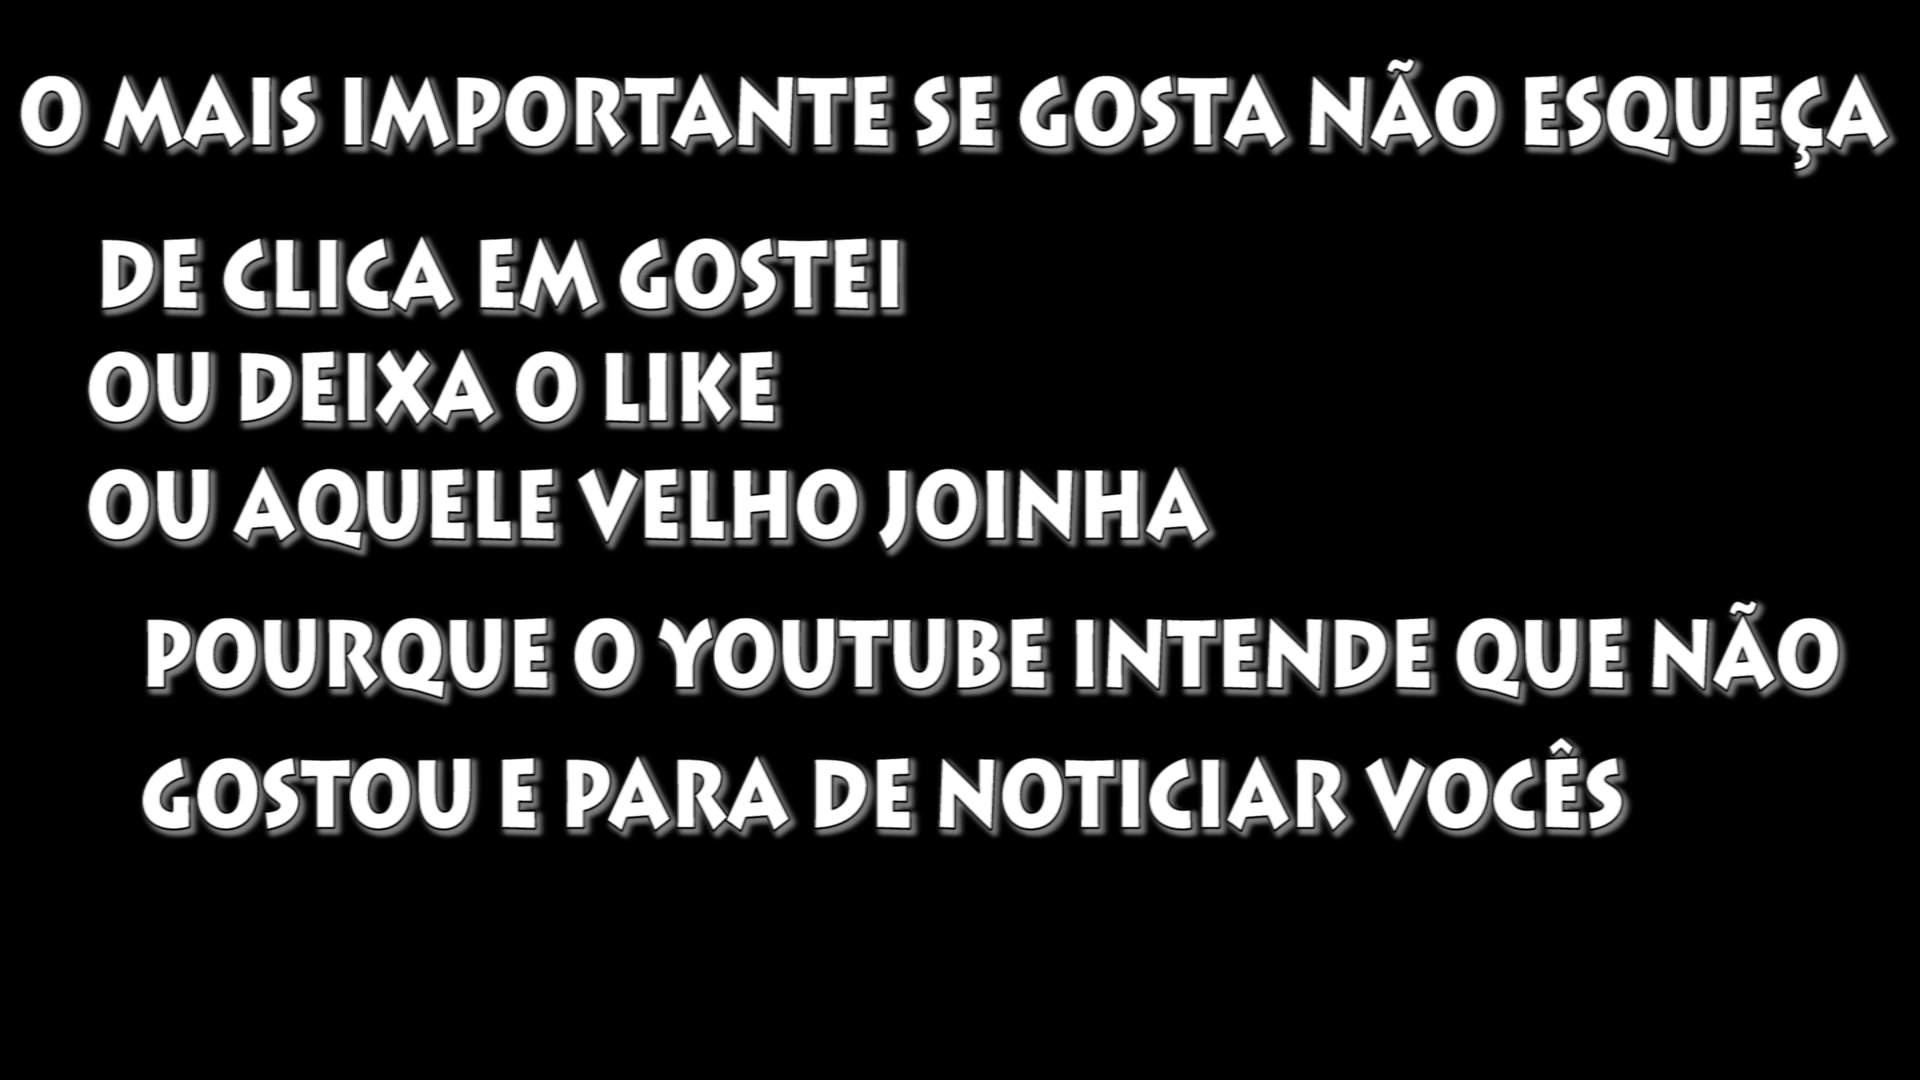 O MAIS IMPORTANTE SE GOSTA NÃO ESQUEÇA
DE CLICA EM GOSTEI
OU DEIXA O LIKE
OU AQUELE VELHO JOINHA
POURQUE O YOUTUBE INTENDE QUE NÃO
GOSTOU E PARA DE NOTICIAR VOCÊS